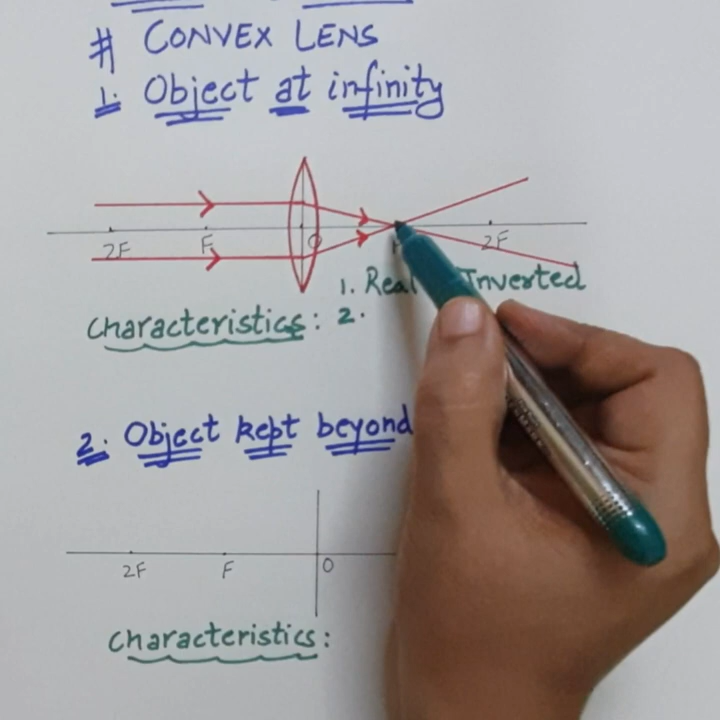 # CONVEX LENS
1. Object at infinity
2F F O 2F
1. Real Inverted
Characteristics: 2.
2. Object kept beyond
2F F O
Characteristics: